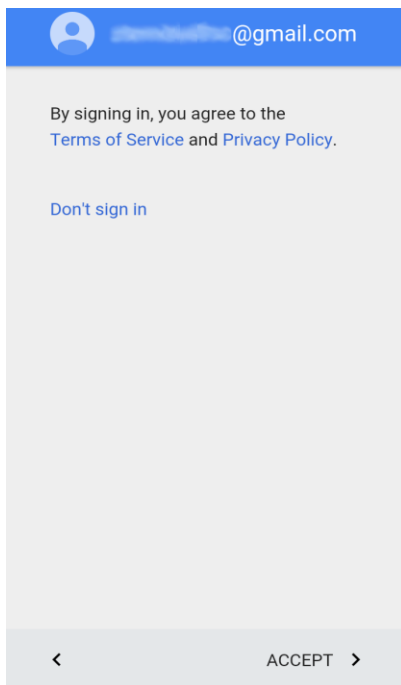 @gmail.com
By signing in, you agree to the
Terms of Service and Privacy Policy.
Don't sign in
ACCEPT